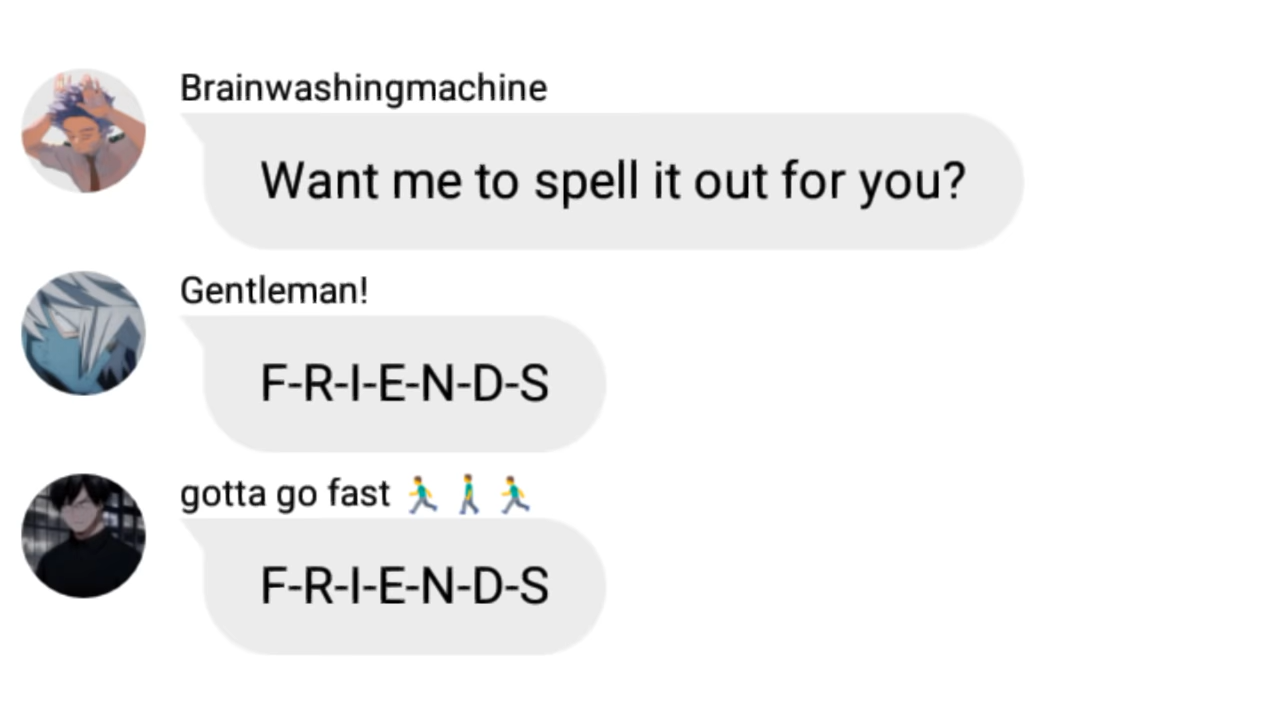 Brainwashingmachine
Want me to spell it out for you?
Gentleman!
F-R-I-E-N-D-S
gotta go fast 🏃‍♂️🚶‍♂️🏃‍♂️
F-R-I-E-N-D-S